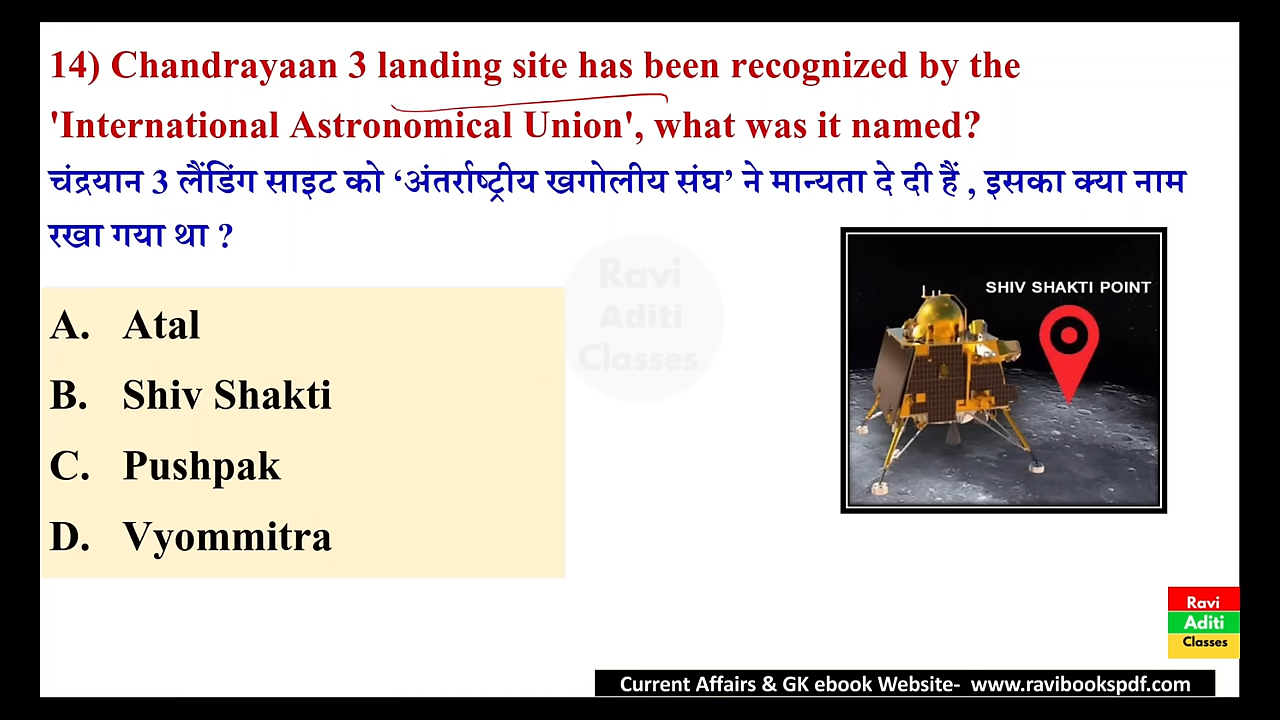 14) Chandrayaan 3 landing site has been recognized by the
'International Astronomical Union', what was it named?
चंद्रयान 3 लैंडिंग साइट को ‘अंतर्राष्ट्रीय खगोलीय संघ’ ने मान्यता दे दी हैं , इसका क्या नाम
रखा गया था ?
SHIV SHAKTI POINT
Ravi
Aditi
Classes
A. Atal
B. Shiv Shakti
C. Pushpak
D. Vyommitra
Ravi
Aditi
Classes
Current Affairs & GK ebook Website- www.ravibookspdf.com